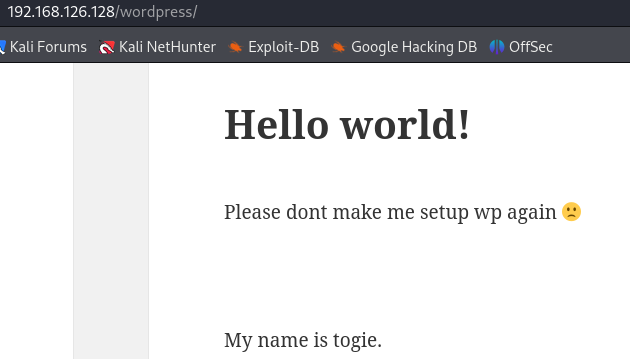 192.168.126.128/wordpress/
Kali Forums Kali NetHunter Exploit-DB Google Hacking DB OffSec
Hello world!
Please dont make me setup wp again 🙁
My name is togie.